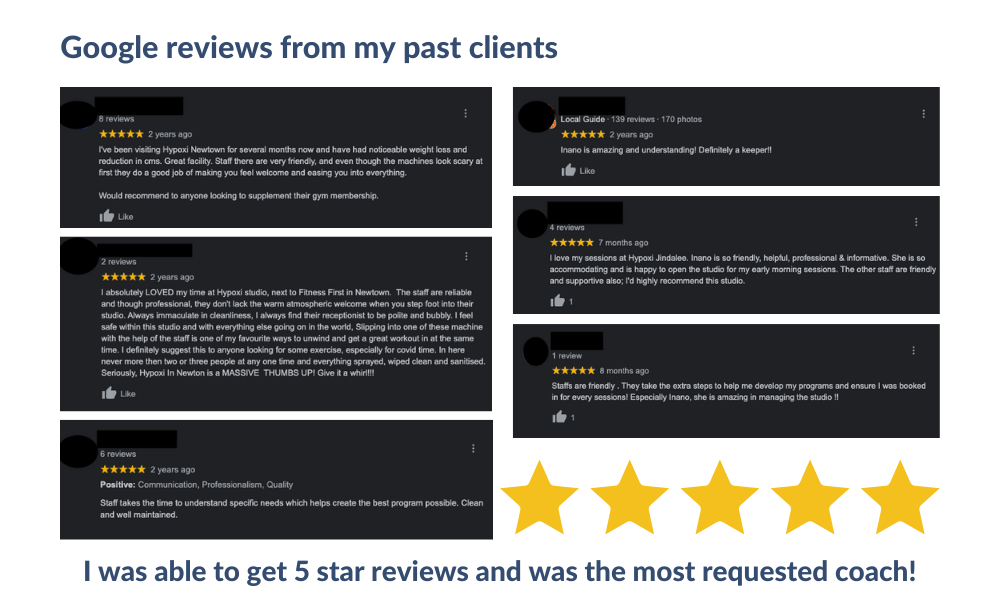 Google reviews from my past clients
8 reviews
2 years ago
I've been visiting Hypoxi Newtown for several months now and have had noticeable weight loss and
reduction in cms. Great facility. Staff there are very friendly, and even though the machines look scary at
first they do a good job of making you feel welcome and easing you into everything.
Would recommend to anyone looking to supplement their gym membership.
Like
2 reviews
2 years ago
I absolutely LOVED my time at Hypoxi studio, next to Fitness First in Newtown.  The staff are reliable
and though professional, they don't lack the warm atmospheric welcome when you step foot into their
studio. Always immaculate in cleanliness, I always find their receptionist to be polite and bubbly. I feel
safe within this studio and with everything else going on in the world, Slipping into one of these machine
with the help of the staff is one of my favourite ways to unwind and get a great workout in at the same
time. I definitely suggest this to anyone looking for some exercise, especially for covid time. In here
never more then two or three people at any one time and everything sprayed, wiped clean and sanitised.
Seriously, Hypoxi In Newton is a MASSIVE  THUMBS UP! Give it a whirl!!!!
Like
6 reviews
2 years ago
Positive: Communication, Professionalism, Quality
Staff takes the time to understand specific needs which helps create the best program possible. Clean
and well maintained.
Local Guide · 139 reviews · 170 photos
2 years ago
Inano is amazing and understanding! Definitely a keeper!!
Like
4 reviews
7 months ago
I love my sessions at Hypoxi Jindalee. Inano is so friendly, helpful, professional & informative. She is so
accommodating and is happy to open the studio for my early morning sessions. The other staff are friendly
and supportive also; I'd highly recommend this studio.
1
1 review
8 months ago
Staffs are friendly . They take the extra steps to help me develop my programs and ensure I was booked
in for every sessions! Especially Inano, she is amazing in managing the studio !!
1
I was able to get 5 star reviews and was the most requested coach!